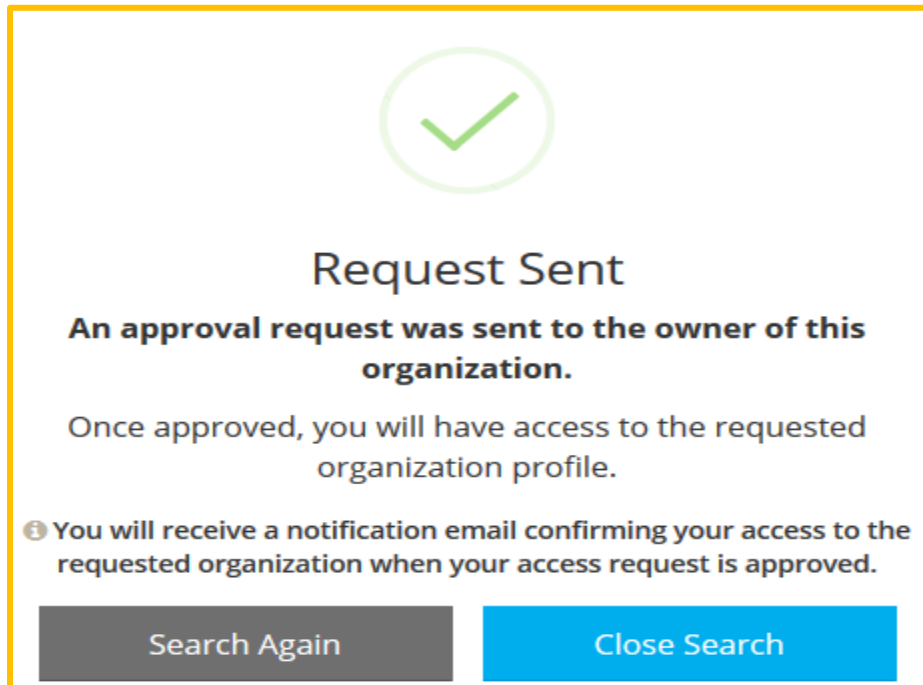 Request Sent
An approval request was sent to the owner of this
organization.
Once approved, you will have access to the requested
organization profile.
You will receive a notification email confirming your access to the
requested organization when your access request is approved.
Search Again
Close Search